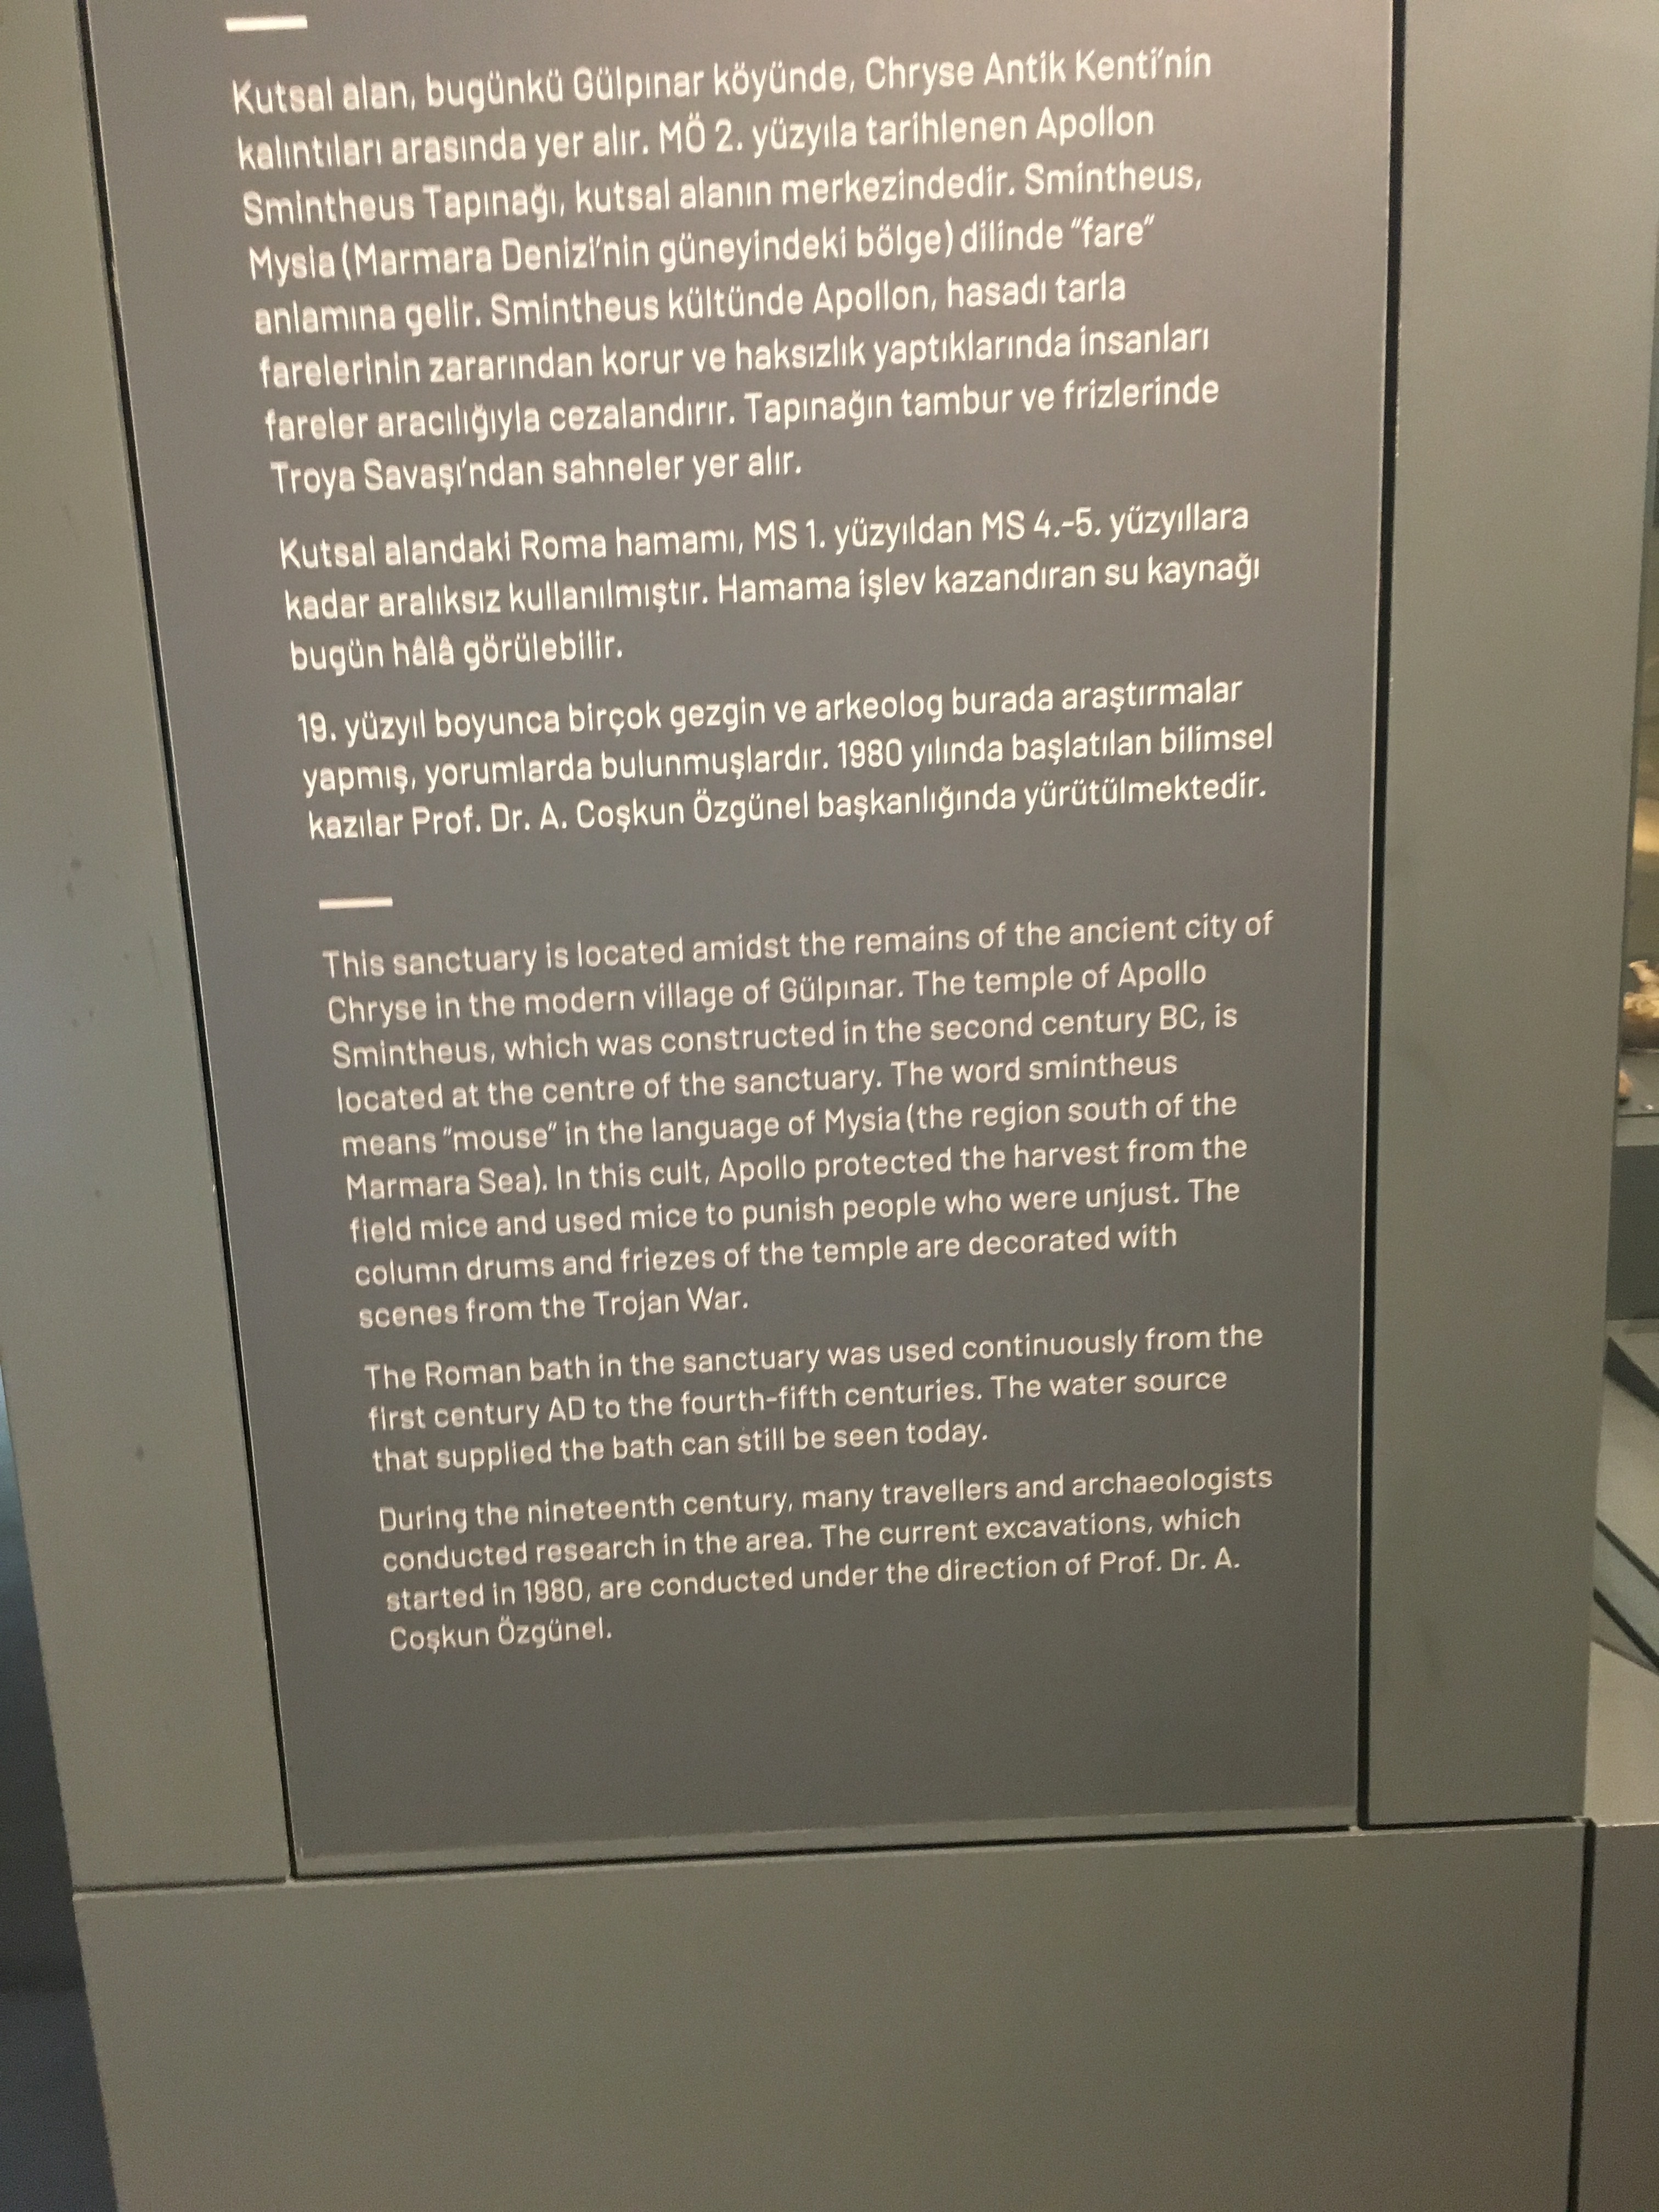 Kutsal alan, bugünkü Gülpınar köyünde, Chryse Antik Kenti'nin
kalıntıları arasında yer alır. MÖ 2. yüzyıla tarihlenen Apollon
Smintheus Tapınağı, kutsal alanın merkezindedir. Smintheus,
Mysia (Marmara Denizi'nin güneyindeki bölge) dilinde "fare"
anlamına gelir. Smintheus kültünde Apollon, hasadı tarla
farelerinin zararından korur ve haksızlık yaptıklarında insanları
fareler aracılığıyla cezalandırır. Tapınağın tambur ve frizlerinde
Troya Savaşı'ndan sahneler yer alır.
Kutsal alandaki Roma hamamı, MS 1. yüzyıldan MS 4.-5. yüzyıllara
kadar aralıksız kullanılmıştır. Hamama işlev kazandıran su kaynağı
bugün hâlâ görülebilir.
19. yüzyıl boyunca birçok gezgin ve arkeolog burada araştırmalar
yapmış, yorumlarda bulunmuşlardır. 1980 yılında başlatılan bilimsel
kazılar Prof. Dr. A. Coşkun Özgünel başkanlığında yürütülmektedir.
This sanctuary is located amidst the remains of the ancient city of
Chryse in the modern village of Gülpınar. The temple of Apollo
Smintheus, which was constructed in the second century BC, is
located at the centre of the sanctuary. The word smintheus
means "mouse" in the language of Mysia (the region south of the
Marmara Sea). In this cult, Apollo protected the harvest from the
field mice and used mice to punish people who were unjust. The
column drums and friezes of the temple are decorated with
scenes from the Trojan War.
The Roman bath in the sanctuary was used continuously from the
first century AD to the fourth-fifth centuries. The water source
that supplied the bath can still be seen today.
During the nineteenth century, many travellers and archaeologists
conducted research in the area. The current excavations, which
started in 1980, are conducted under the direction of Prof. Dr. A.
Coşkun Özgünel.